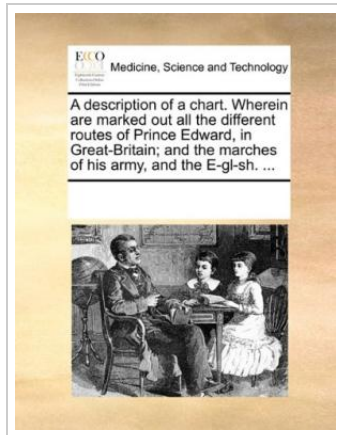 ECCO
Medicine, Science and Technology
A description of a chart. Wherein
are marked out all the different
routes of Prince Edward, in
Great-Britain; and the marches
of his army, and the E-gl-sh. ...